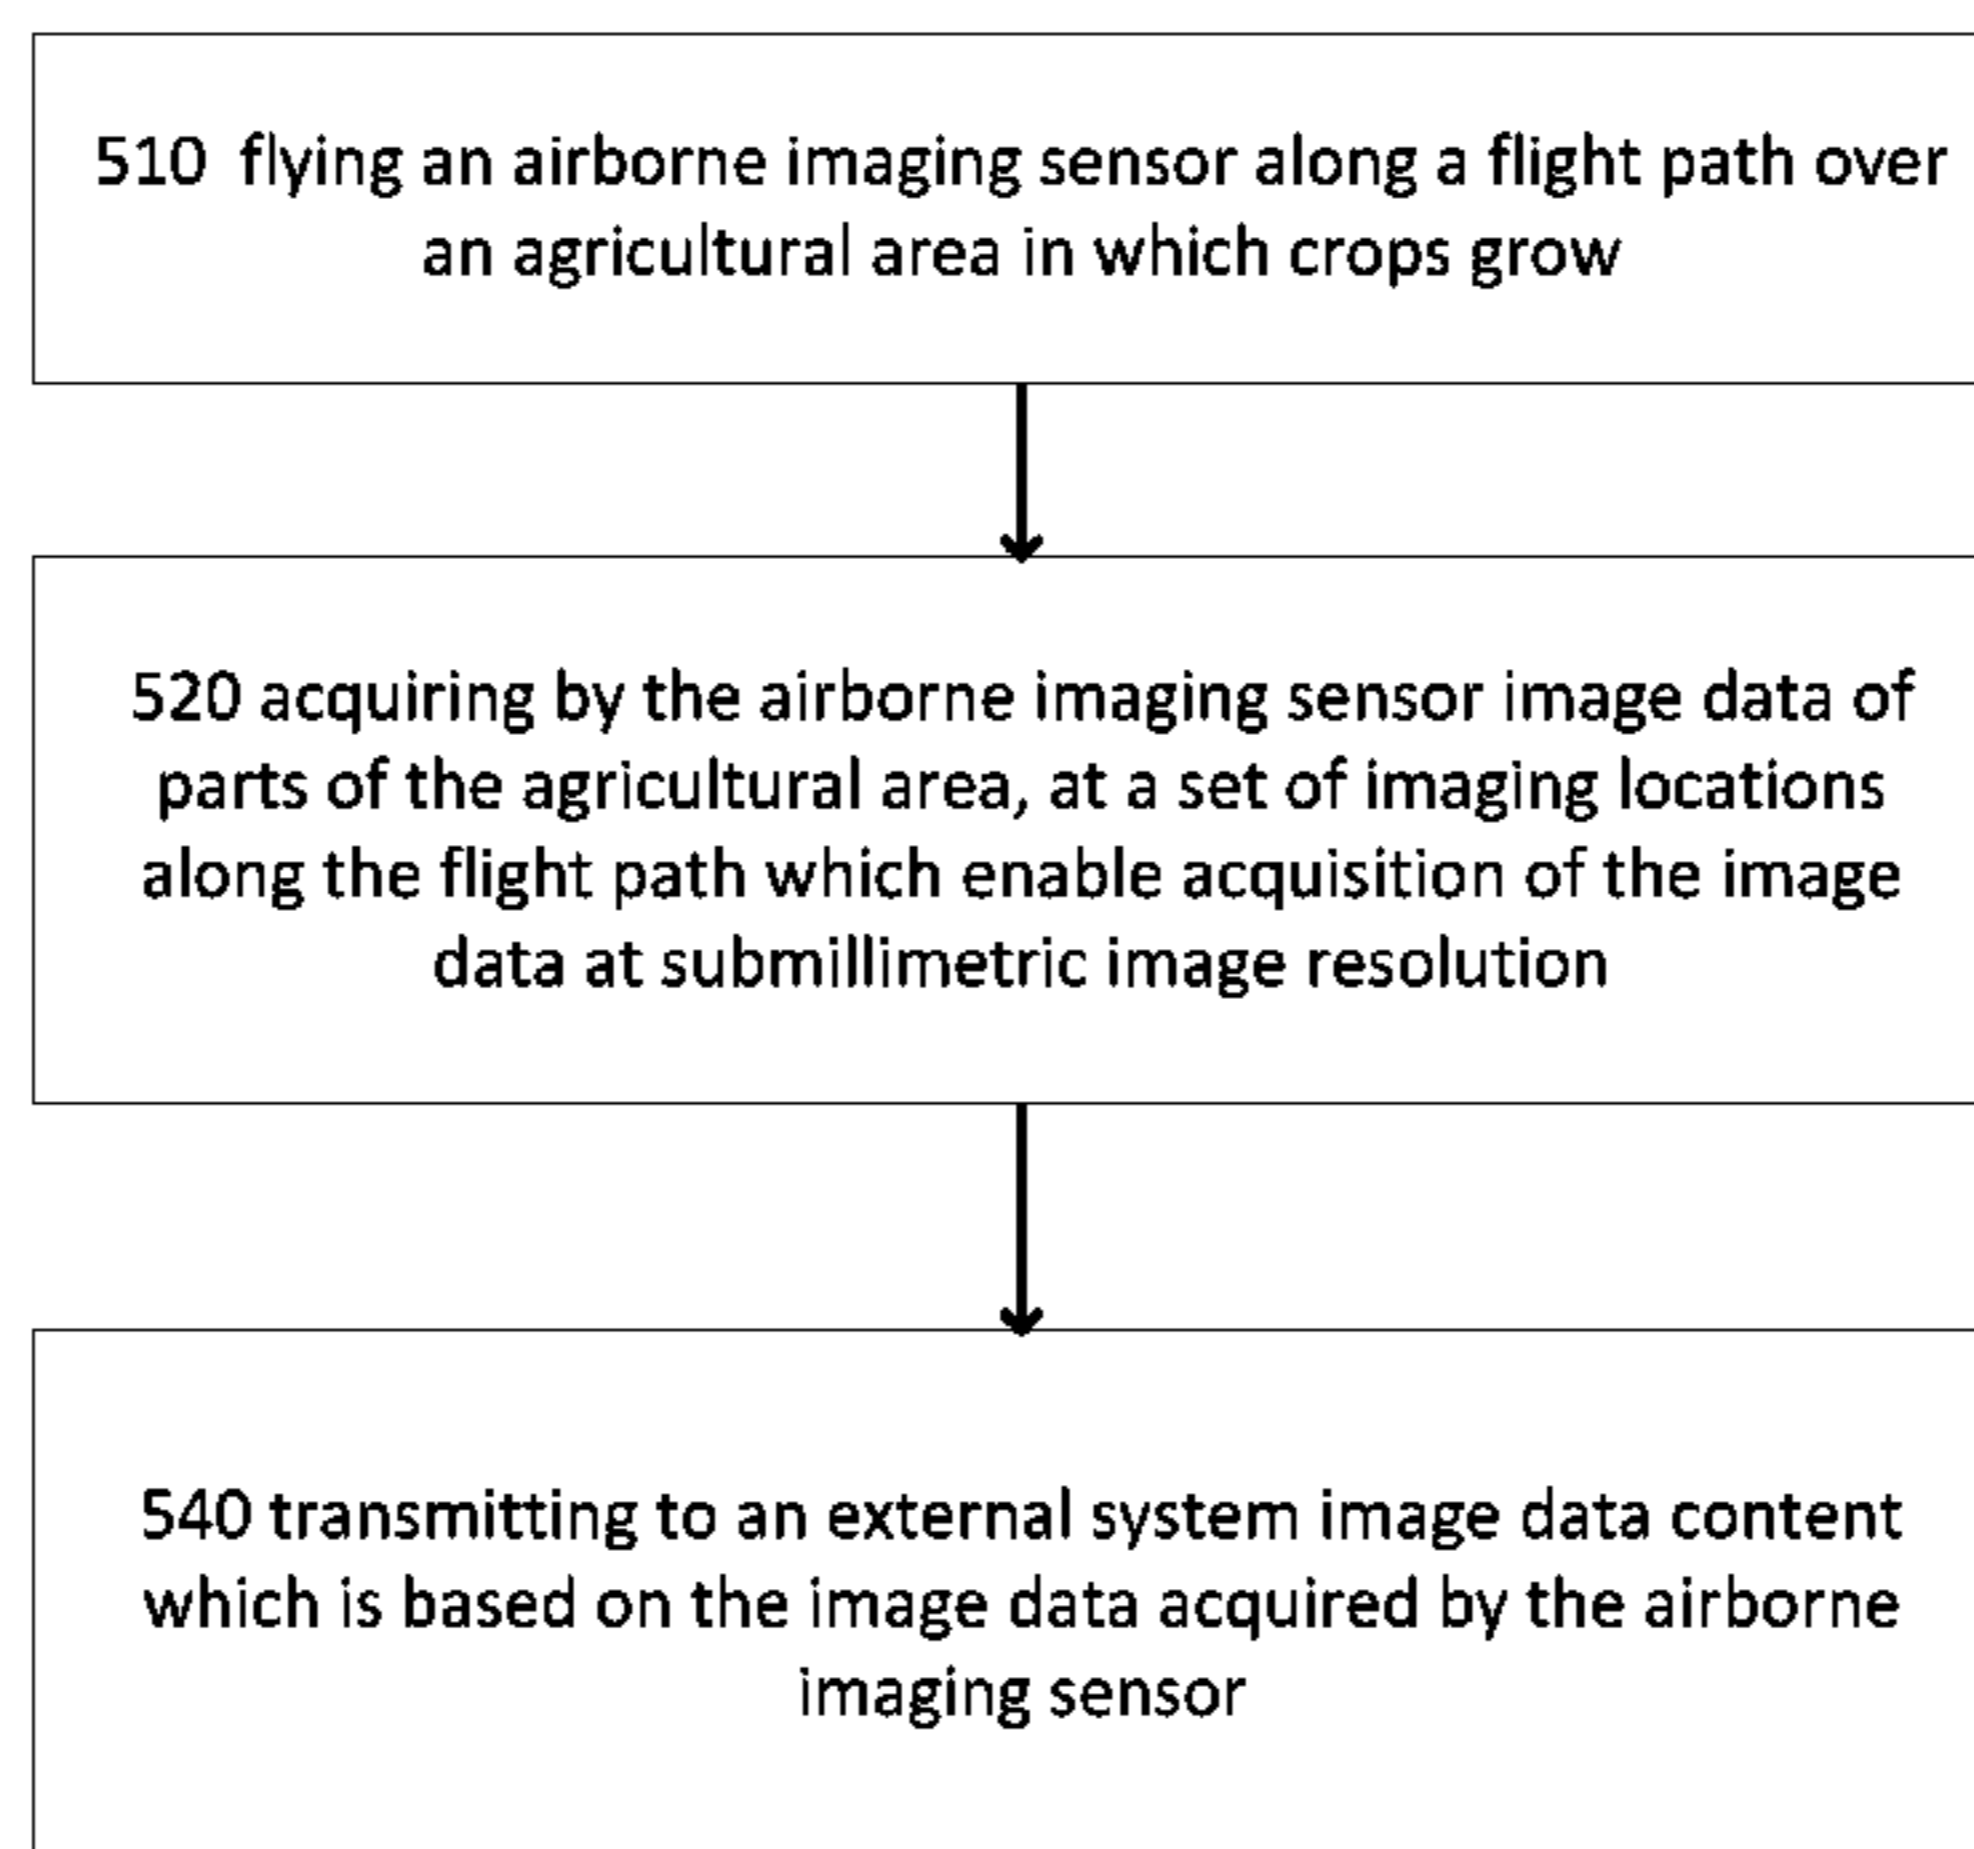 510 flying an airborne imaging sensor along a flight path over
an agricultural area in which crops grow
520 acquiring by the airborne imaging sensor image data of
parts of the agricultural area, at a set of imaging locations
along the flight path which enable acquisition of the image
data at submillimetric image resolution
540 transmitting to an external system image data content
which is based on the image data acquired by the airborne
imaging sensor